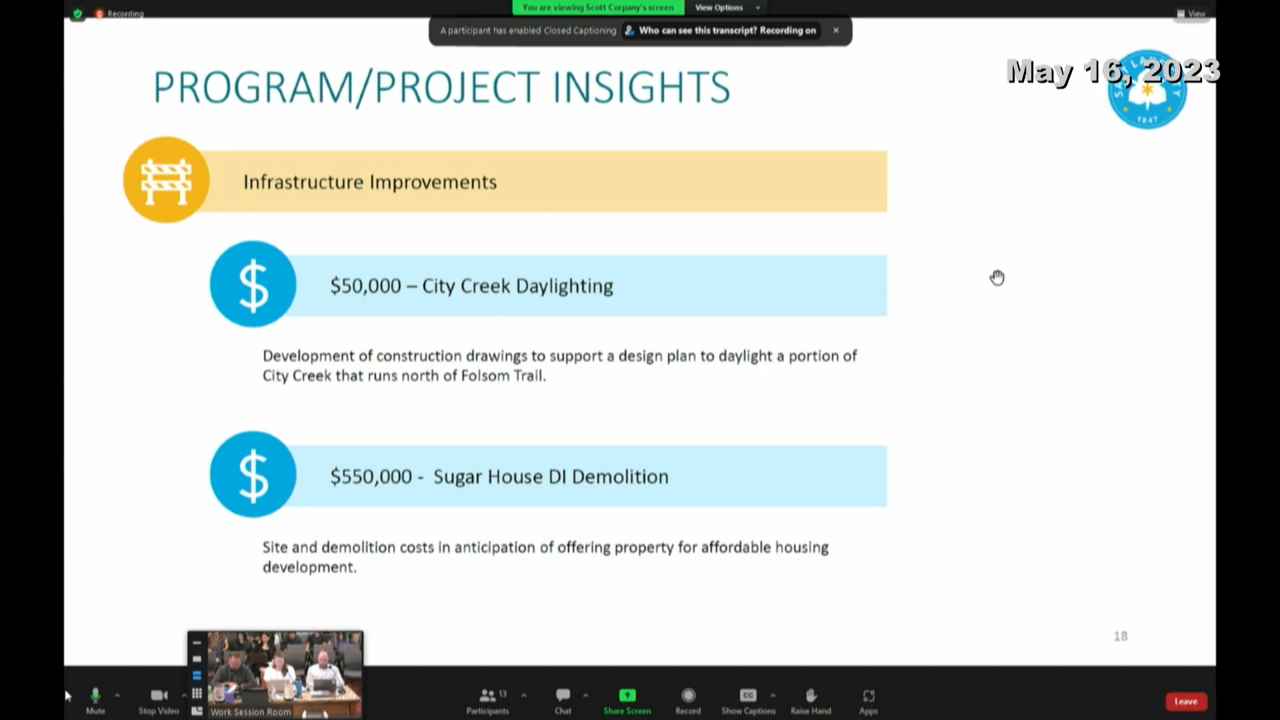 Recording
You are viewing Scott Corpany's screen
View Options
View
A participant has enabled Closed Captioning
Who can see this transcript? Recording on
May 16, 2023
PROGRAM/PROJECT INSIGHTS
1847
Infrastructure Improvements
$
$50,000 – City Creek Daylighting
Development of construction drawings to support a design plan to daylight a portion of
City Creek that runs north of Folsom Trail.
$
$550,000 - Sugar House DI Demolition
Site and demolition costs in anticipation of offering property for affordable housing
development.
18
Work Session Room
Mute
Stop Video
Participants
13
Chat
Share Screen
Record
CC
Show Captions
Raise Hand
Apps
Leave